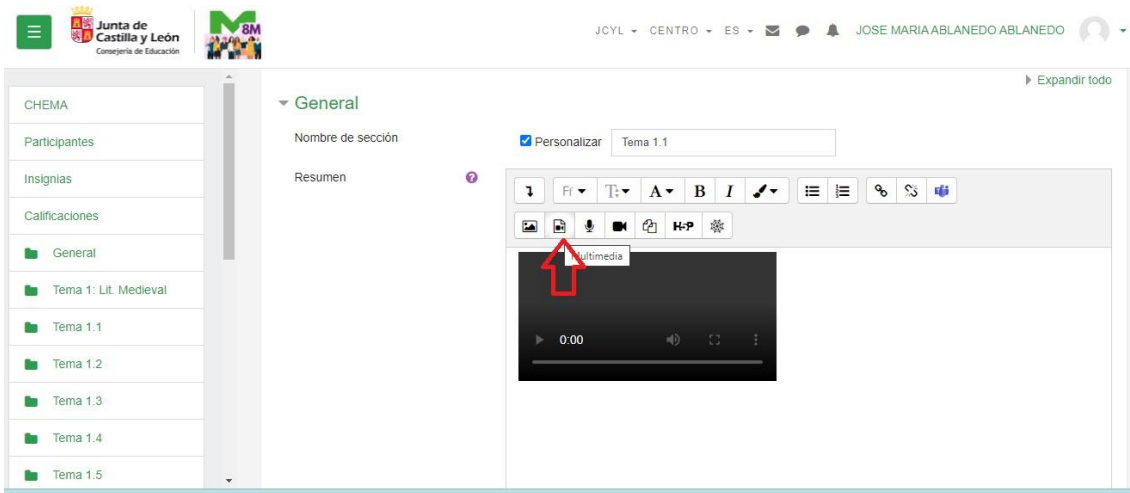 Junta de
Castilla y León
Consejería de Educación
8M
JCYL
CENTRO
ES
JOSE MARIA ABLANEDO ABLANEDO
Expandir todo
CHEMA
Participantes
Insignias
Calificaciones
General
Tema 1: Lit. Medieval
Tema 1.1
Tema 1.2
Tema 1.3
Tema 1.4
Tema 1.5
General
Nombre de sección
Personalizar
Tema 1.1
Resumen
A
B
I
H-P
Multimedia
0:00